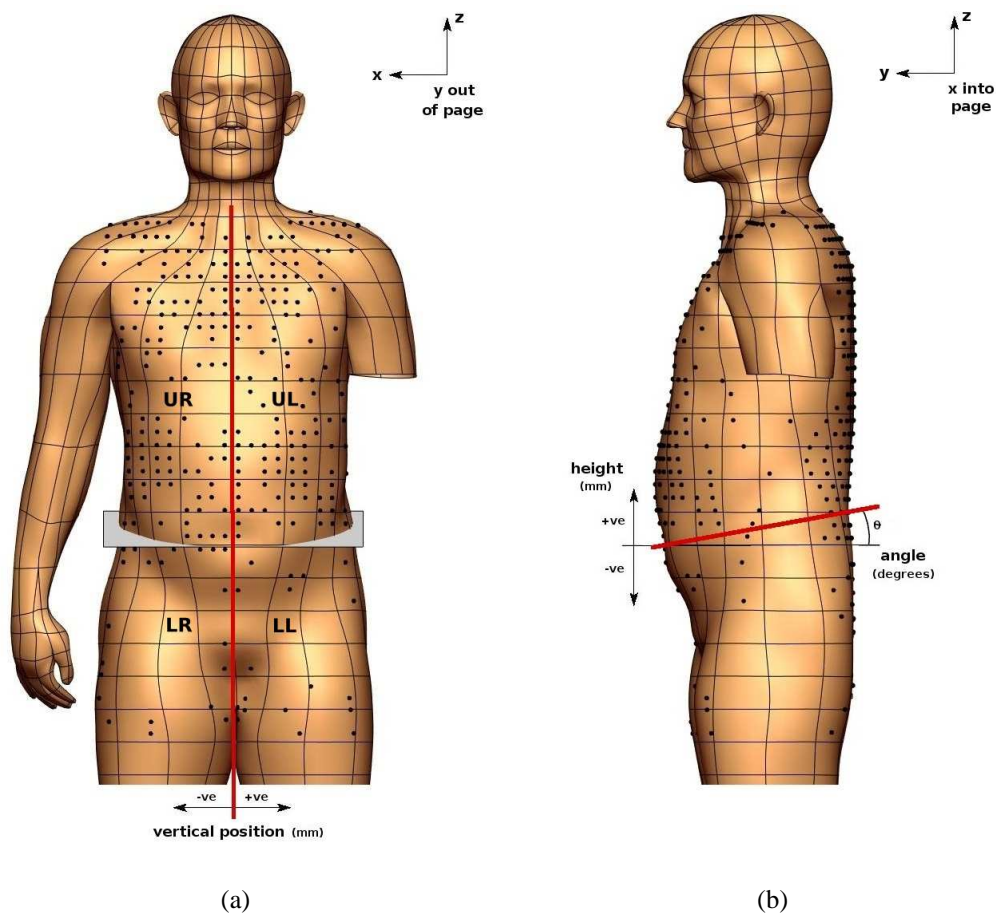 z
x
y out
of page
UR
UL
LR
LL
-ve
+ve
vertical position (mm)
(a)
z
y
x into
page
height
(mm)
+ve
-ve
θ
angle
(degrees)
(b)